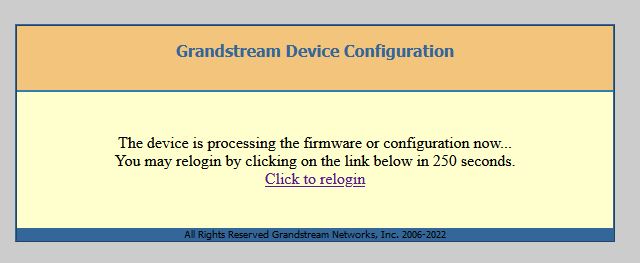 Grandstream Device Configuration
The device is processing the firmware or configuration now...
You may relogin by clicking on the link below in 250 seconds.
Click to relogin
All Rights Reserved Grandstream Networks, Inc. 2006-2022